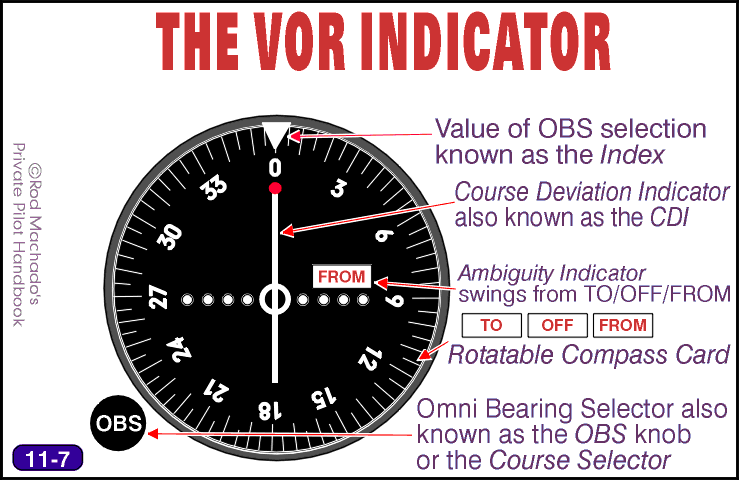 THE VOR INDICATOR
Value of OBS selection
known as the Index
Course Deviation Indicator
also known as the CDI
Ambiguity Indicator
swings from TO/OFF/FROM
TO OFF FROM
Rotatable Compass Card
Omni Bearing Selector also
known as the OBS knob
or the Course Selector
0
3
6
9
12
15
18
21
24
27
30
33
FROM
OBS
11-7
©Rod Machado's
Private Pilot Handbook